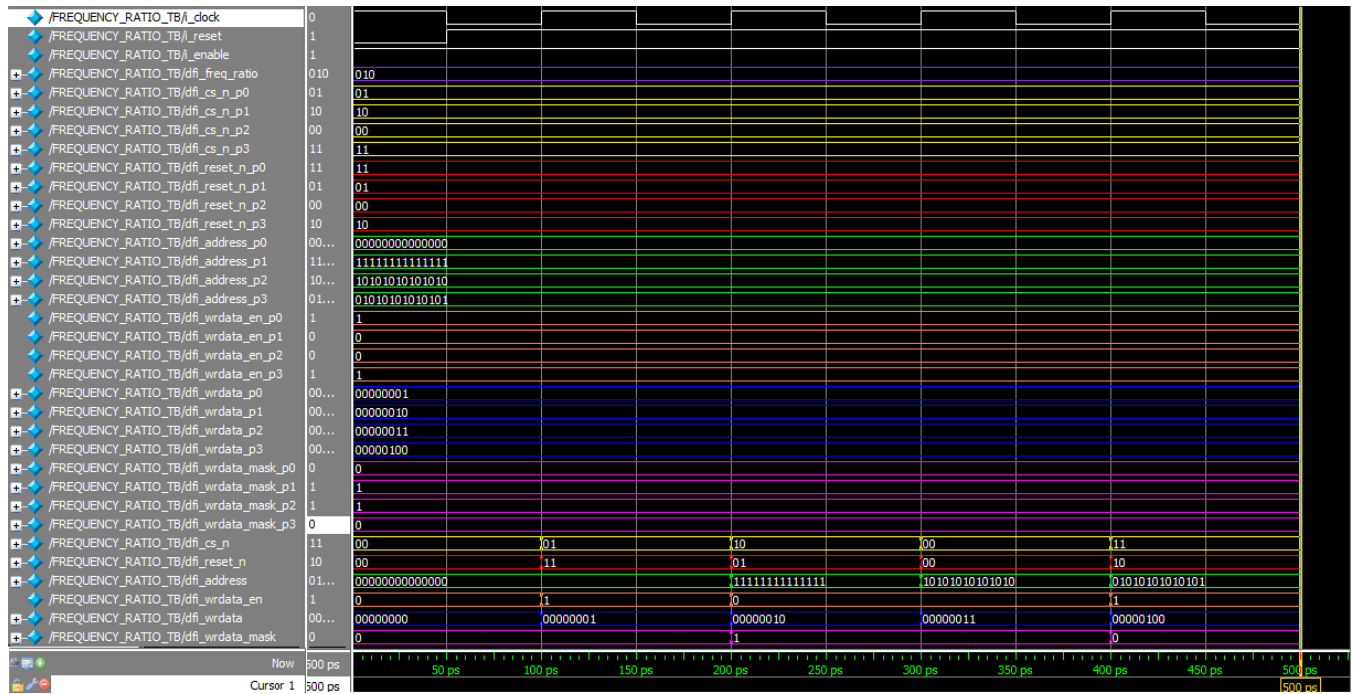 /FREQUENCY_RATIO_TB/i_clock 0
/FREQUENCY_RATIO_TB/i_reset 1
/FREQUENCY_RATIO_TB/i_enable 1
/FREQUENCY_RATIO_TB/dfi_freq_ratio 010 010
/FREQUENCY_RATIO_TB/dfi_cs_n_p0 01 01
/FREQUENCY_RATIO_TB/dfi_cs_n_p1 10 10
/FREQUENCY_RATIO_TB/dfi_cs_n_p2 00 00
/FREQUENCY_RATIO_TB/dfi_cs_n_p3 11 11
/FREQUENCY_RATIO_TB/dfi_reset_n_p0 11 11
/FREQUENCY_RATIO_TB/dfi_reset_n_p1 01 01
/FREQUENCY_RATIO_TB/dfi_reset_n_p2 00 00
/FREQUENCY_RATIO_TB/dfi_reset_n_p3 10 10
/FREQUENCY_RATIO_TB/dfi_address_p0 00... 00000000000000
/FREQUENCY_RATIO_TB/dfi_address_p1 11... 11111111111111
/FREQUENCY_RATIO_TB/dfi_address_p2 10... 10101010101010
/FREQUENCY_RATIO_TB/dfi_address_p3 01... 01010101010101
/FREQUENCY_RATIO_TB/dfi_wrdata_en_p0 1 1
/FREQUENCY_RATIO_TB/dfi_wrdata_en_p1 0 0
/FREQUENCY_RATIO_TB/dfi_wrdata_en_p2 0 0
/FREQUENCY_RATIO_TB/dfi_wrdata_en_p3 1 1
/FREQUENCY_RATIO_TB/dfi_wrdata_p0 00... 00000001
/FREQUENCY_RATIO_TB/dfi_wrdata_p1 00... 00000010
/FREQUENCY_RATIO_TB/dfi_wrdata_p2 00... 00000011
/FREQUENCY_RATIO_TB/dfi_wrdata_p3 00... 00000100
/FREQUENCY_RATIO_TB/dfi_wrdata_mask_p0 0 0
/FREQUENCY_RATIO_TB/dfi_wrdata_mask_p1 1 1
/FREQUENCY_RATIO_TB/dfi_wrdata_mask_p2 1 1
/FREQUENCY_RATIO_TB/dfi_wrdata_mask_p3 0 0
/FREQUENCY_RATIO_TB/dfi_cs_n 11 00 01 10 00 11
/FREQUENCY_RATIO_TB/dfi_reset_n 10 00 11 01 00 10
/FREQUENCY_RATIO_TB/dfi_address 01... 00000000000000 11111111111111 10101010101010 01010101010101
/FREQUENCY_RATIO_TB/dfi_wrdata_en 1 0 1 0 1
/FREQUENCY_RATIO_TB/dfi_wrdata 00... 00000000 00000001 00000010 00000011 00000100
/FREQUENCY_RATIO_TB/dfi_wrdata_mask 0 0 1 0
Now 500 ps 50 ps 100 ps 150 ps 200 ps 250 ps 300 ps 350 ps 400 ps 450 ps 500 ps
Cursor 1 500 ps 500 ps